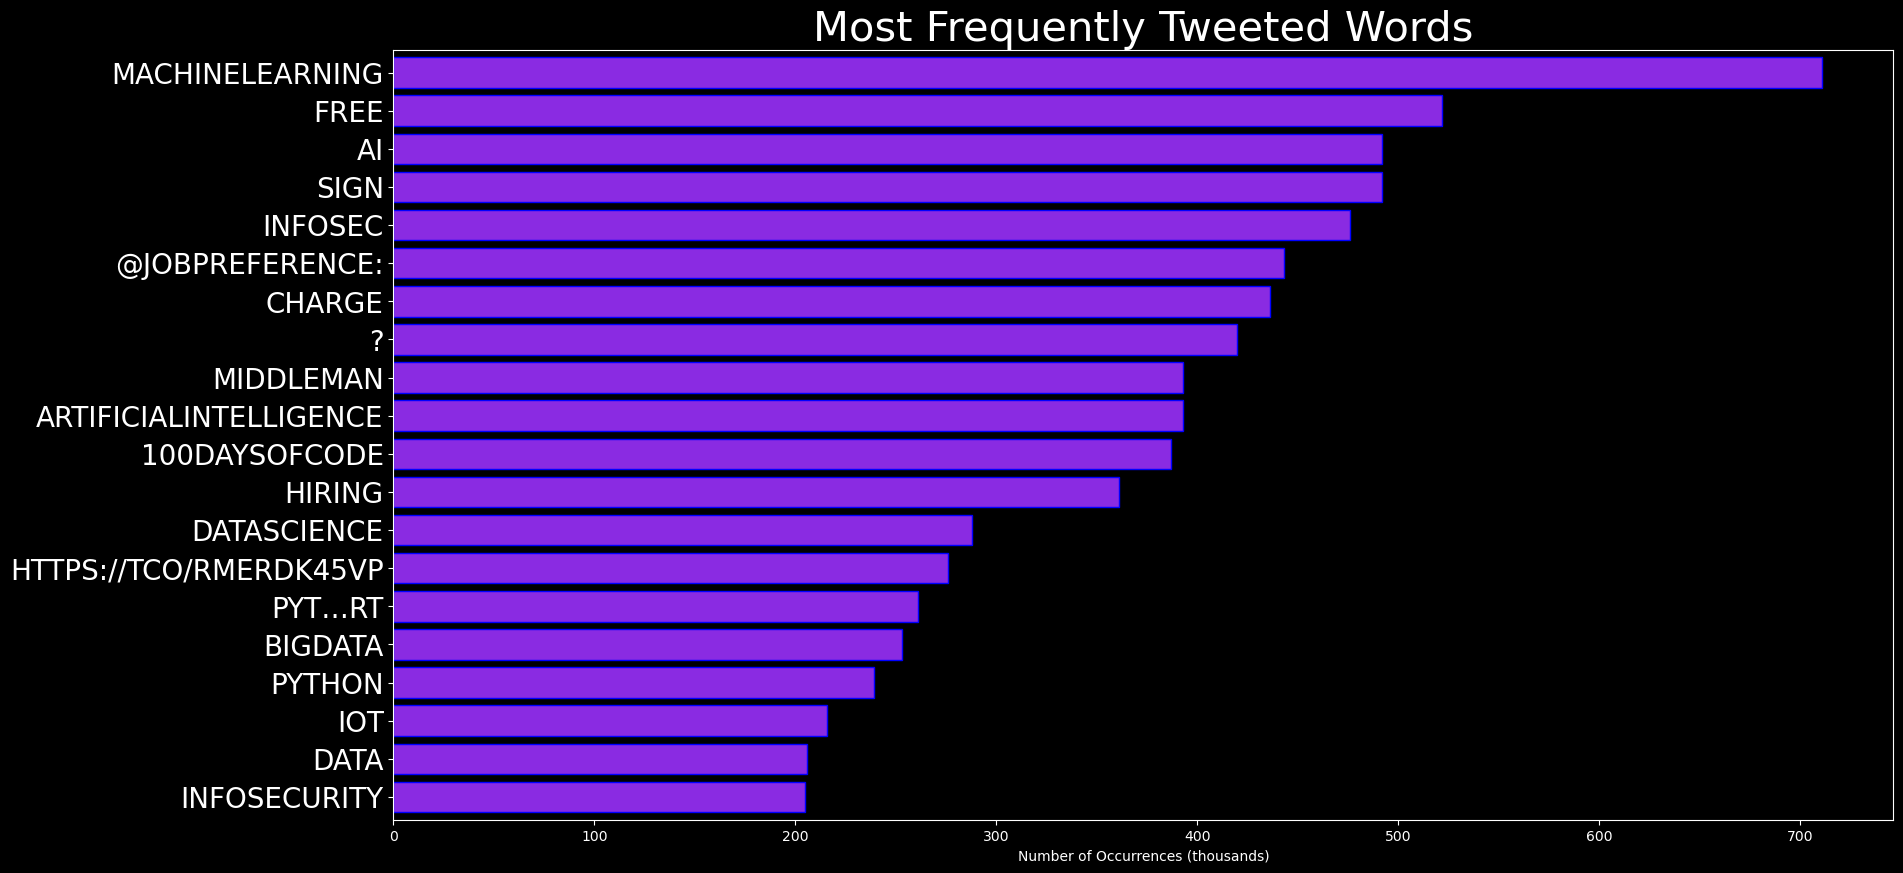 Most Frequently Tweeted Words
MACHINELEARNING
FREE
AI
SIGN
INFOSEC
@JOBPREFERENCE:
CHARGE
?
MIDDLEMAN
ARTIFICIALINTELLIGENCE
100DAYSOFCODE
HIRING
DATASCIENCE
HTTPS://TCO/RMERDK45VP
PYT…RT
BIGDATA
PYTHON
IOT
DATA
INFOSECURITY
0 100 200 300 400 500 600 700
Number of Occurrences (thousands)